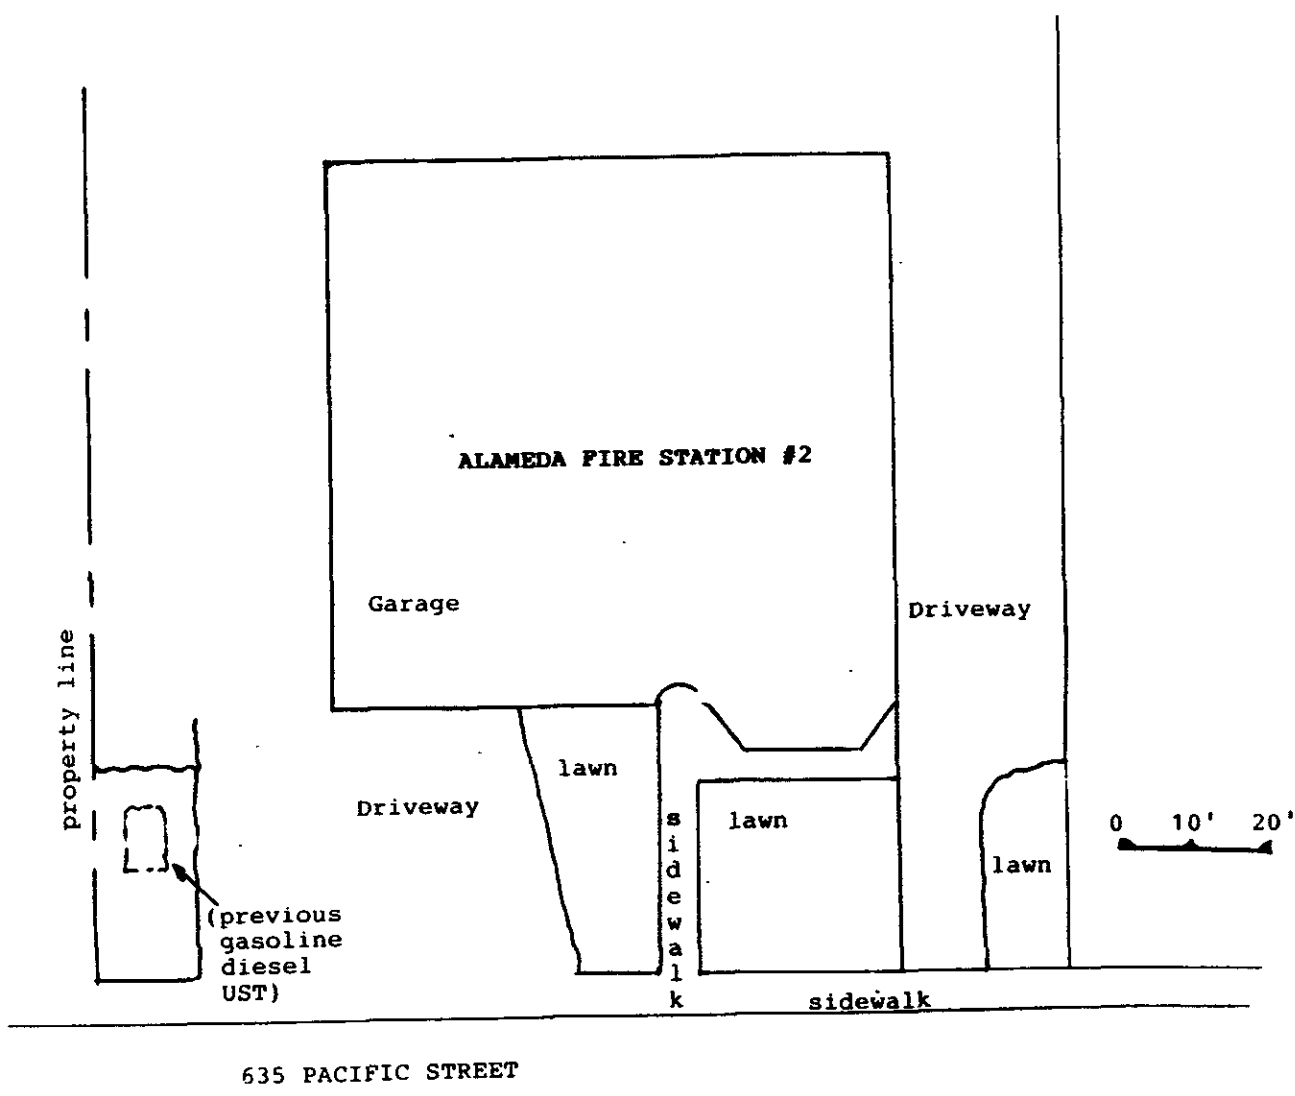 ALAMEDA FIRE STATION #2
Garage
Driveway
property line
lawn
Driveway
sidewalk
lawn
lawn
0 10' 20'
(previous
gasoline
diesel
UST)
sidewalk
635 PACIFIC STREET